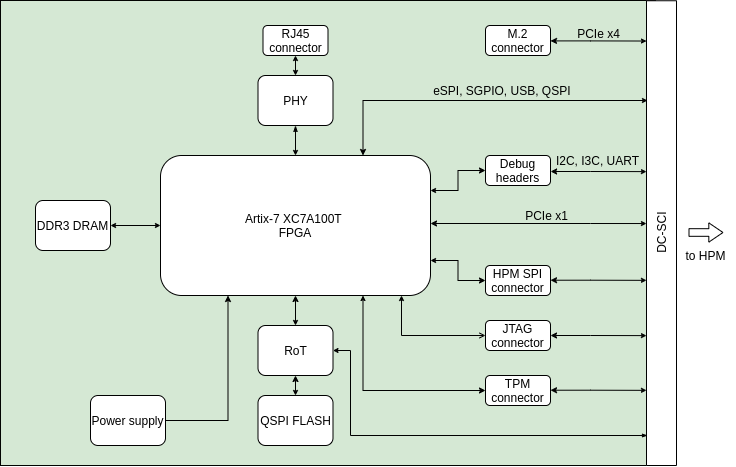 RJ45
connector
M.2
connector
PCIe x4
PHY
eSPI, SGPIO, USB, QSPI
Debug
headers
I2C, I3C, UART
Artix-7 XC7A100T
FPGA
DDR3 DRAM
PCIe x1
DC-SCI
to HPM
HPM SPI
connector
JTAG
connector
RoT
TPM
connector
Power supply
QSPI FLASH